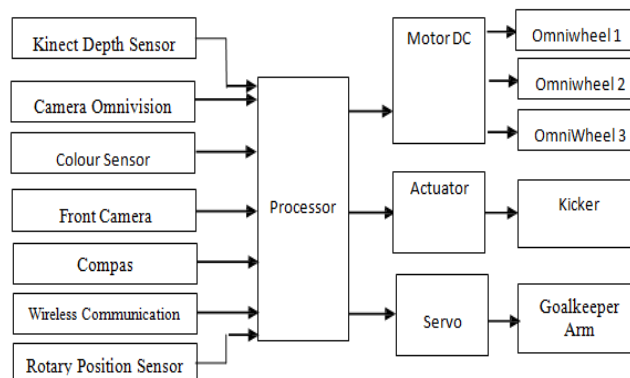 Kinect Depth Sensor
Camera Omnivision
Colour Sensor
Front Camera
Compas
Wireless Communication
Rotary Position Sensor
Processor
Motor DC
Actuator
Servo
Omniwheel 1
Omniwheel 2
OmniWheel 3
Kicker
Goalkeeper
Arm